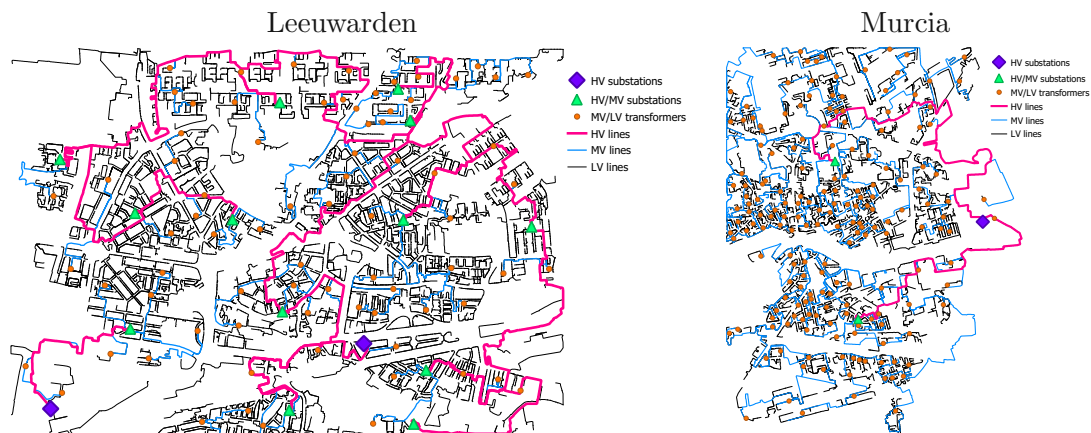 Leeuwarden
HV substations
HV/MV substations
MV/LV transformers
HV lines
MV lines
LV lines
Murcia
HV substations
HV/MV substations
MV/LV transformers
HV lines
MV lines
LV lines